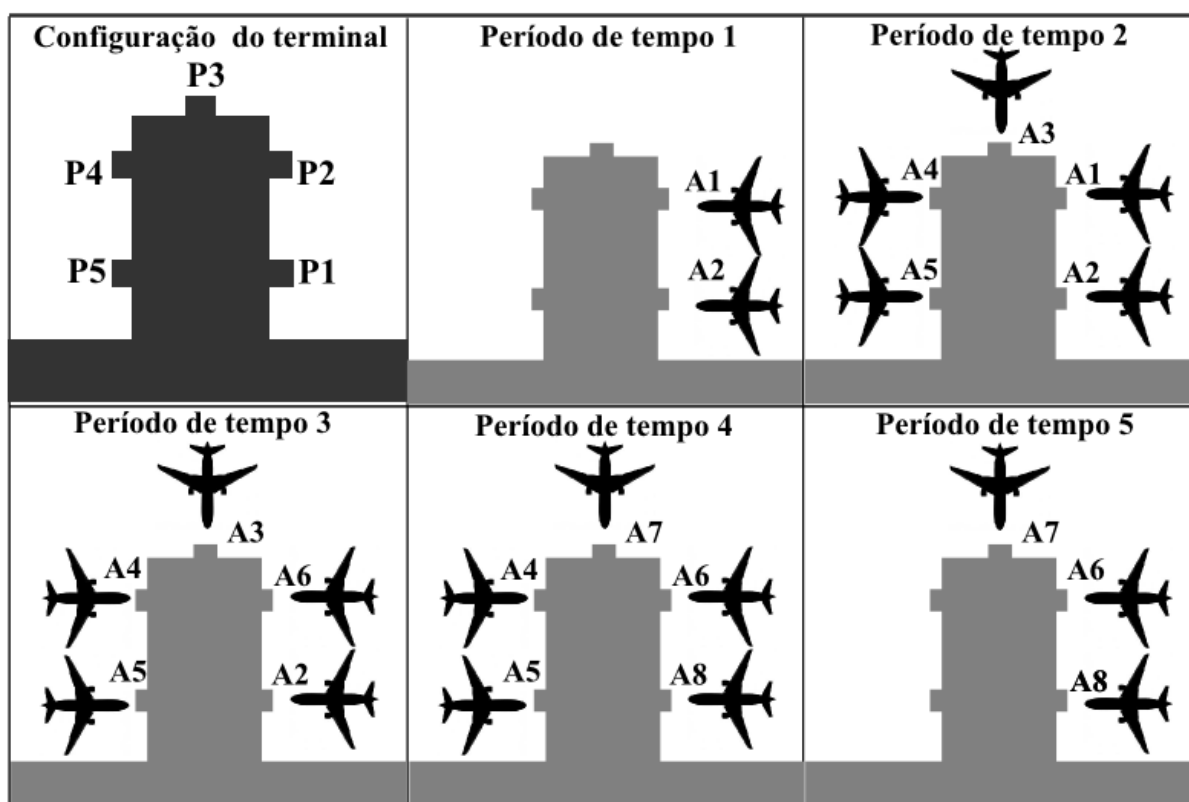 Configuração do terminal
P3
P4
P2
P5
P1
Período de tempo 1
A1
A2
Período de tempo 2
A3
A4
A1
A5
A2
Período de tempo 3
A3
A4
A6
A5
A2
Período de tempo 4
A7
A4
A6
A5
A8
Período de tempo 5
A7
A6
A8